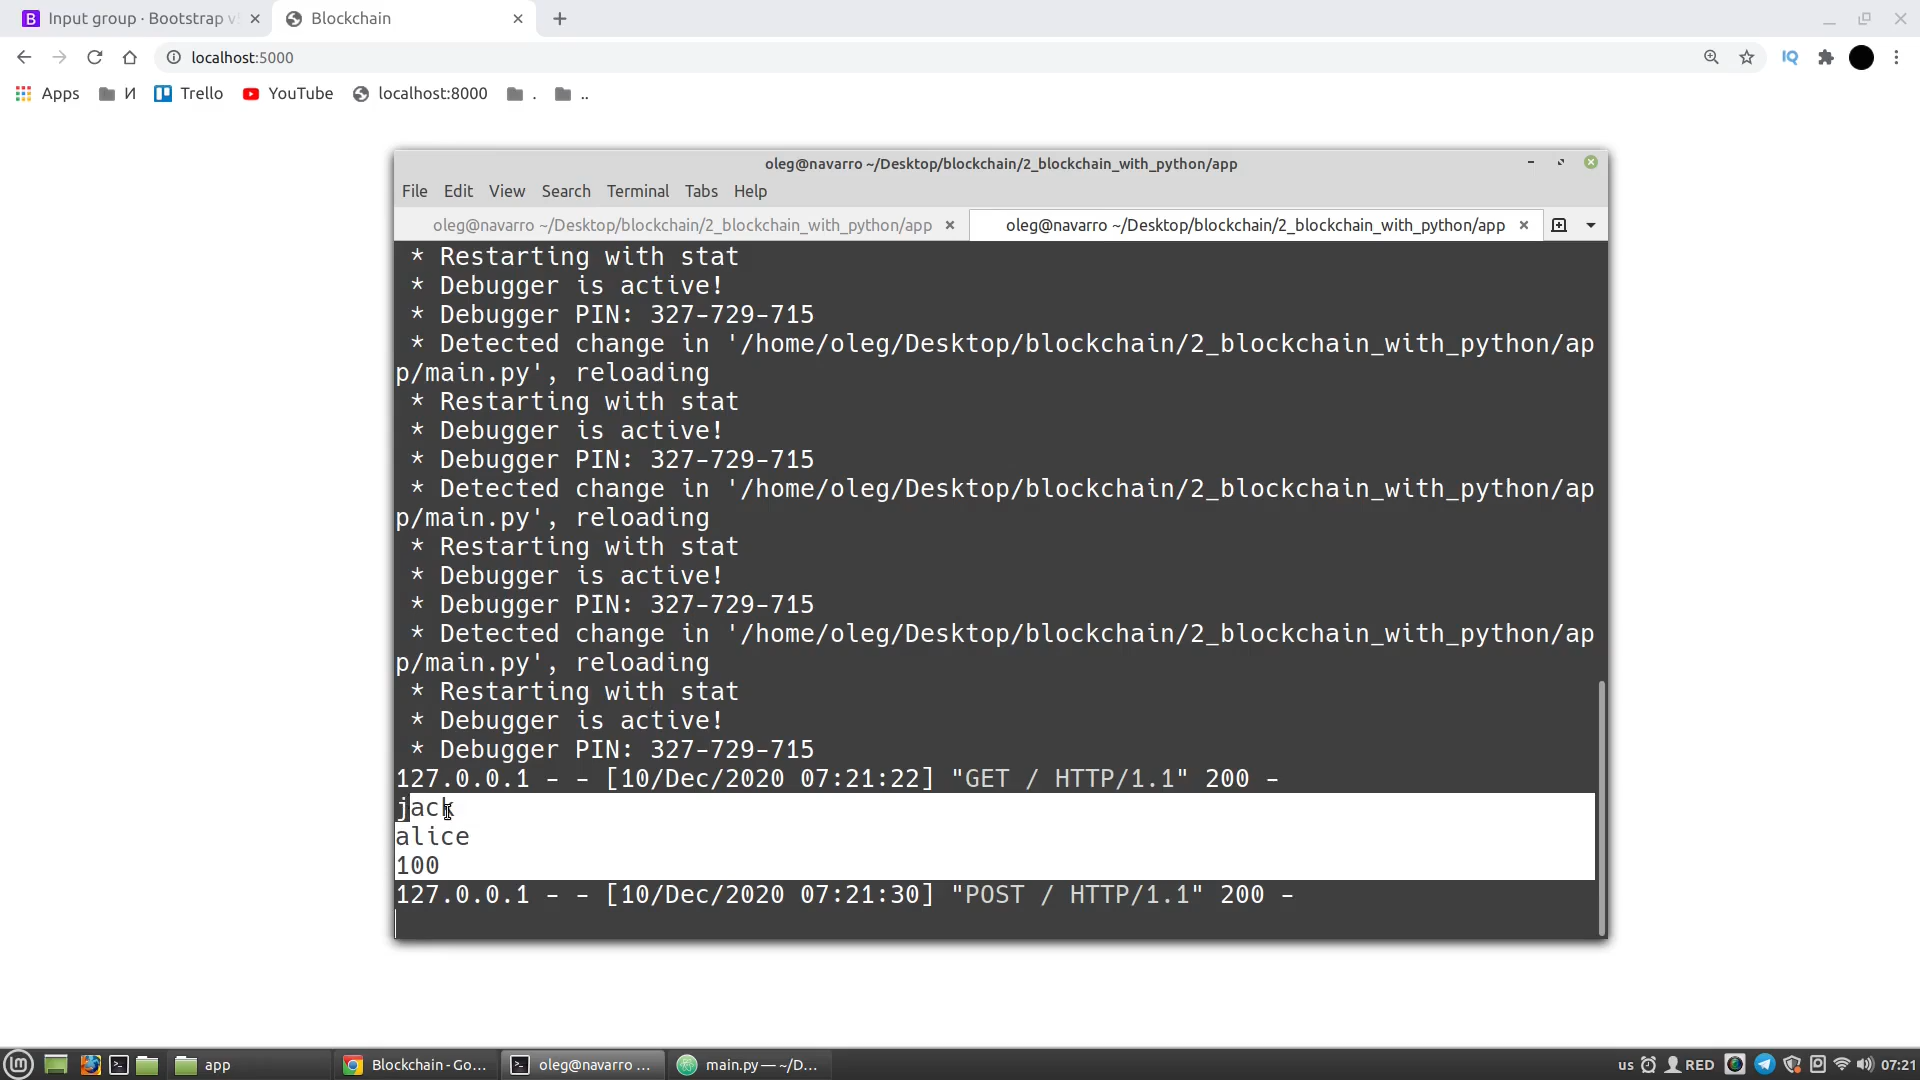 Input group · Bootstrap v
Blockchain
localhost:5000
IQ
Apps
И
Trello
YouTube
localhost:8000
.
..
oleg@navarro ~/Desktop/blockchain/2_blockchain_with_python/app
File Edit View Search Terminal Tabs Help
oleg@navarro ~/Desktop/blockchain/2_blockchain_with_python/app
oleg@navarro ~/Desktop/blockchain/2_blockchain_with_python/app
* Restarting with stat
* Debugger is active!
* Debugger PIN: 327-729-715
* Detected change in '/home/oleg/Desktop/blockchain/2_blockchain_with_python/ap
p/main.py', reloading
* Restarting with stat
* Debugger is active!
* Debugger PIN: 327-729-715
* Detected change in '/home/oleg/Desktop/blockchain/2_blockchain_with_python/ap
p/main.py', reloading
* Restarting with stat
* Debugger is active!
* Debugger PIN: 327-729-715
* Detected change in '/home/oleg/Desktop/blockchain/2_blockchain_with_python/ap
p/main.py', reloading
* Restarting with stat
* Debugger is active!
* Debugger PIN: 327-729-715
127.0.0.1 - - [10/Dec/2020 07:21:22] "GET / HTTP/1.1" 200 -
jack
alice
100
127.0.0.1 - - [10/Dec/2020 07:21:30] "POST / HTTP/1.1" 200 -
app
Blockchain - Go...
oleg@navarro ...
main.py — ~/D...
us
RED
07:21